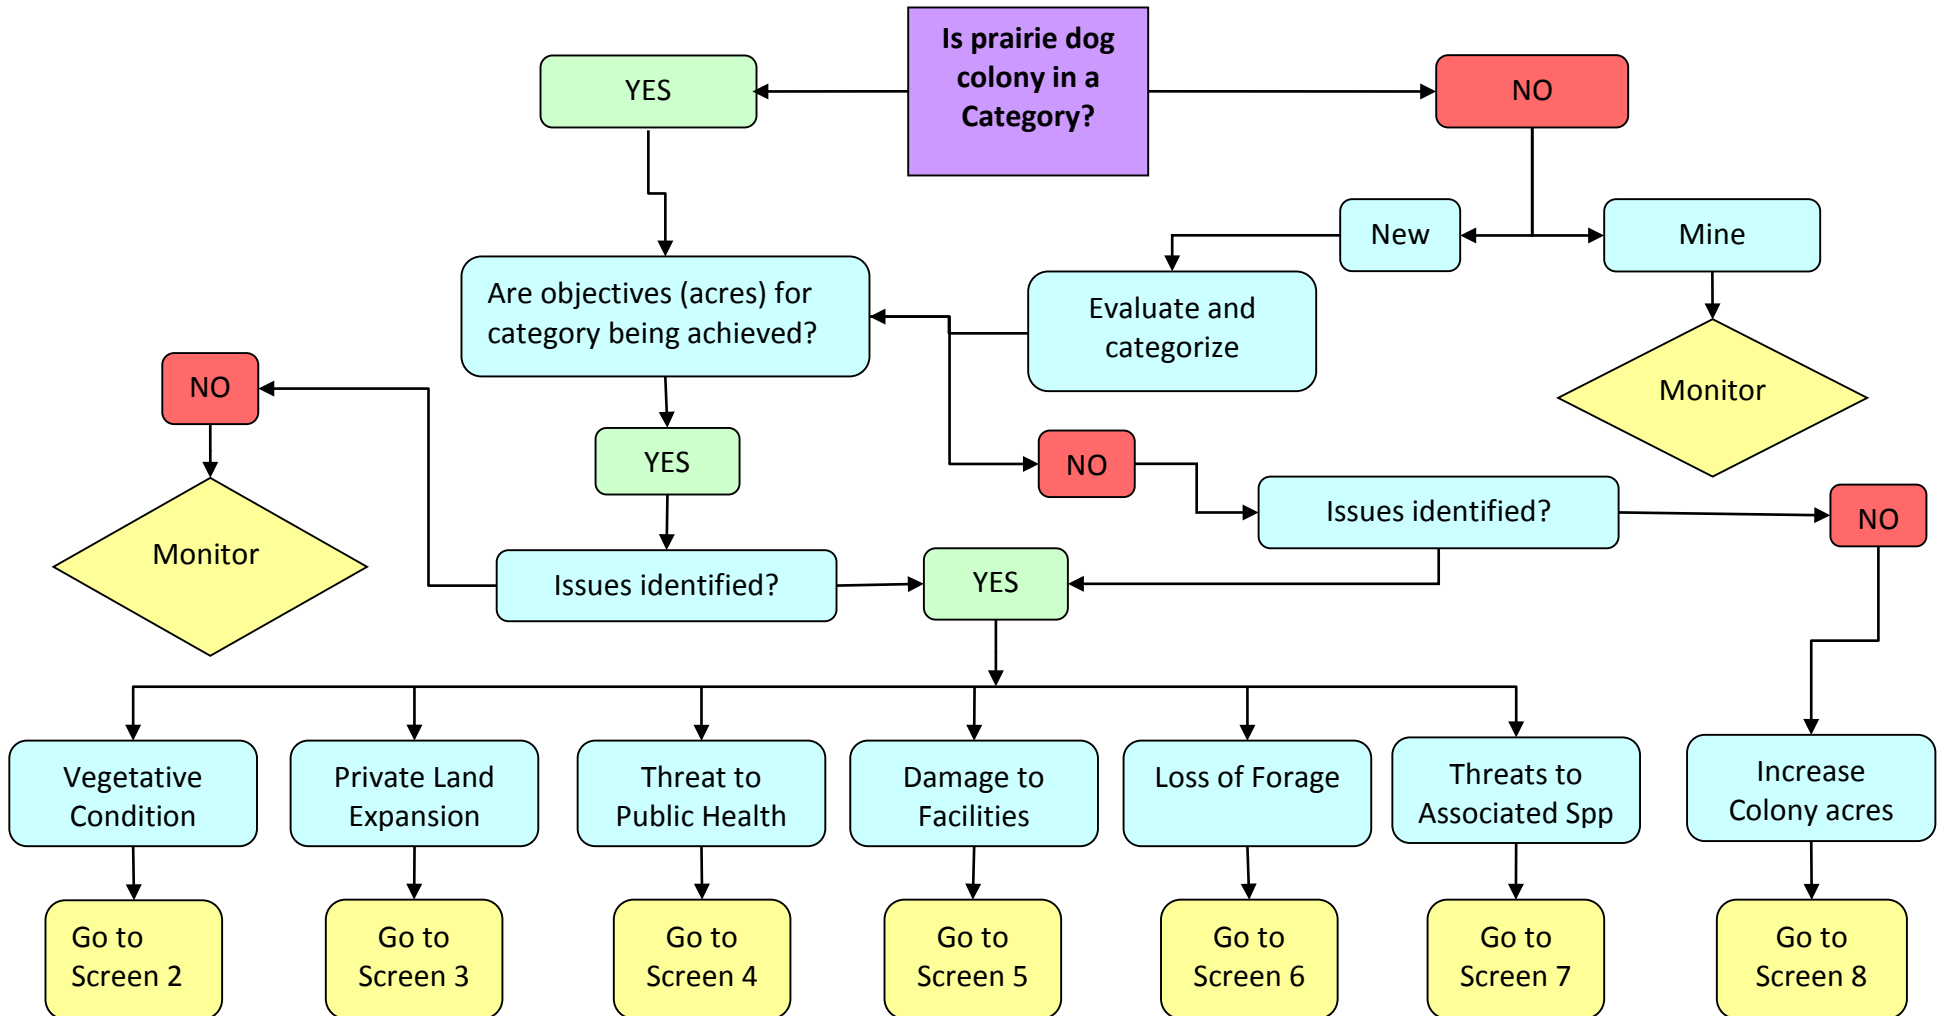 Is prairie dog
colony in a
Category?
YES
NO
New
Mine
Are objectives (acres) for
category being achieved?
Evaluate and
categorize
NO
Monitor
YES
NO
Issues identified?
NO
Monitor
Issues identified?
YES
Vegetative
Condition
Private Land
Expansion
Threat to
Public Health
Damage to
Facilities
Loss of Forage
Threats to
Associated Spp
Increase
Colony acres
Go to
Screen 2
Go to
Screen 3
Go to
Screen 4
Go to
Screen 5
Go to
Screen 6
Go to
Screen 7
Go to
Screen 8